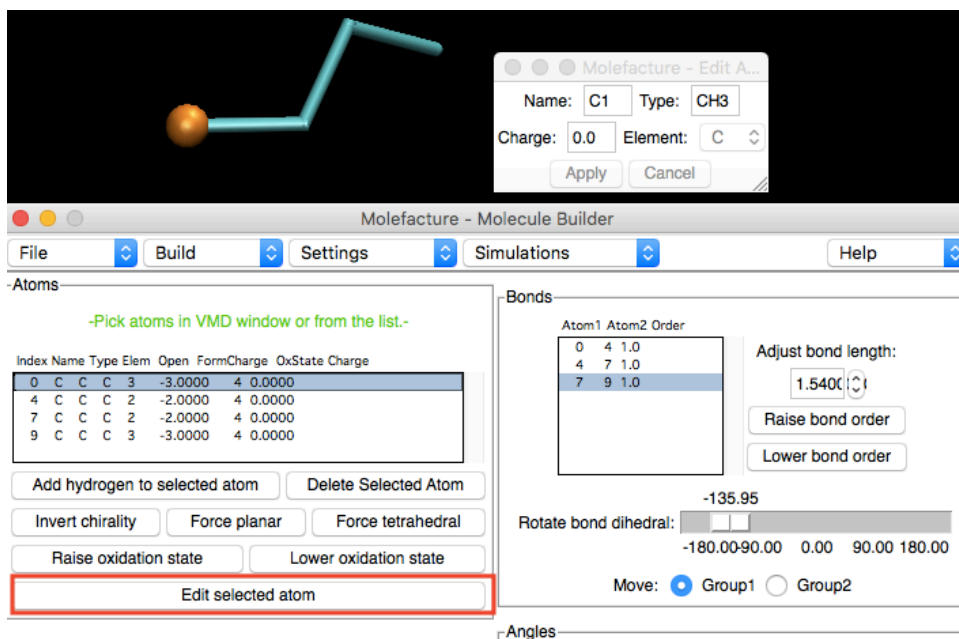 Molefacture - Edit A...
Name: C1 Type: CH3
Charge: 0.0 Element: C
Apply Cancel
Molefacture - Molecule Builder
File Build Settings Simulations Help
Atoms
-Pick atoms in VMD window or from the list.-
Index Name Type Elem Open FormCharge OxState Charge
0 C C C 3 -3.0000 4 0.0000
4 C C C 2 -2.0000 4 0.0000
7 C C C 2 -2.0000 4 0.0000
9 C C C 3 -3.0000 4 0.0000
Add hydrogen to selected atom Delete Selected Atom
Invert chirality Force planar Force tetrahedral
Raise oxidation state Lower oxidation state
Edit selected atom
Bonds
Atom1 Atom2 Order
0 4 1.0
4 7 1.0
7 9 1.0
Adjust bond length:
1.540
Raise bond order
Lower bond order
-135.95
Rotate bond dihedral:
-180.00-90.00 0.00 90.00 180.00
Move: Group1 Group2
Angles